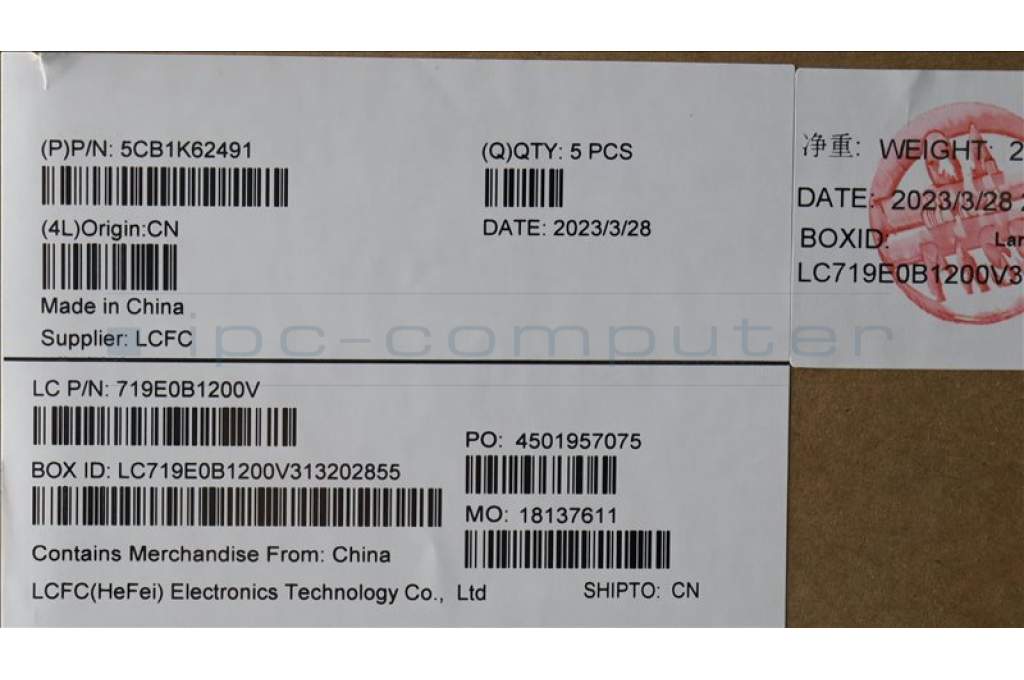 (P)P/N: 5CB1K62491
(Q)QTY: 5 PCS
(4L)Origin:CN
DATE: 2023/3/28
Made in China
Supplier: LCFC
净重: WEIGHT: 2
DATE: 2023/3/28
BOXID:
LC719E0B1200V3
ipc-computer
LC P/N: 719E0B1200V
PO: 4501957075
BOX ID: LC719E0B1200V313202855
MO: 18137611
Contains Merchandise From: China
LCFC(HeFei) Electronics Technology Co., Ltd
SHIPTO: CN